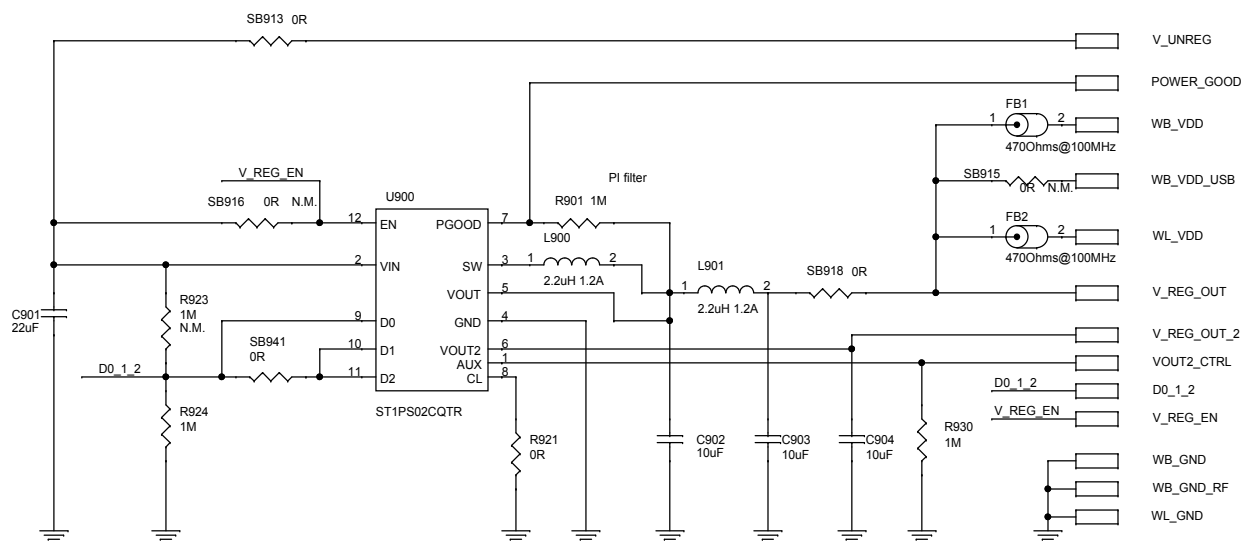 SB913 0R
V_UNREG
POWER_GOOD
FB1
1 2
WB_VDD
470Ohms@100MHz
SB915
0R N.M.
WB_VDD_USB
FB2
1 2
WL_VDD
470Ohms@100MHz
V_REG_EN
SB916 0R N.M.
U900
PI filter
12 EN
PGOOD 7
R901 1M
L900
2 VIN
SW 3
1 2
2.2uH 1.2A
VOUT 5
L901
1 2
2.2uH 1.2A
SB918 0R
V_REG_OUT
C901
22uF
R923
1M
N.M.
9 D0
GND 4
SB941
0R
10 D1
VOUT2 6
V_REG_OUT_2
AUX 1
VOUT2_CTRL
D0_1_2
11 D2
CL 8
D0_1_2
D0_1_2
ST1PS02CQTR
R924
1M
V_REG_EN
V_REG_EN
R921
0R
C902
10uF
C903
10uF
C904
10uF
R930
1M
WB_GND
WB_GND_RF
WL_GND